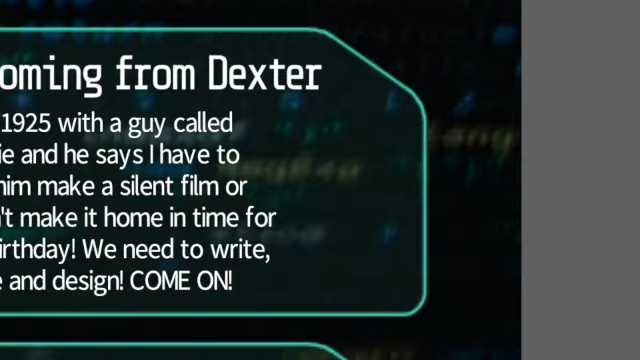 oming from Dexter
1925 with a guy called
ie and he says I have to
him make a silent film or
't make it home in time for
irthday! We need to write,
e and design! COME ON!